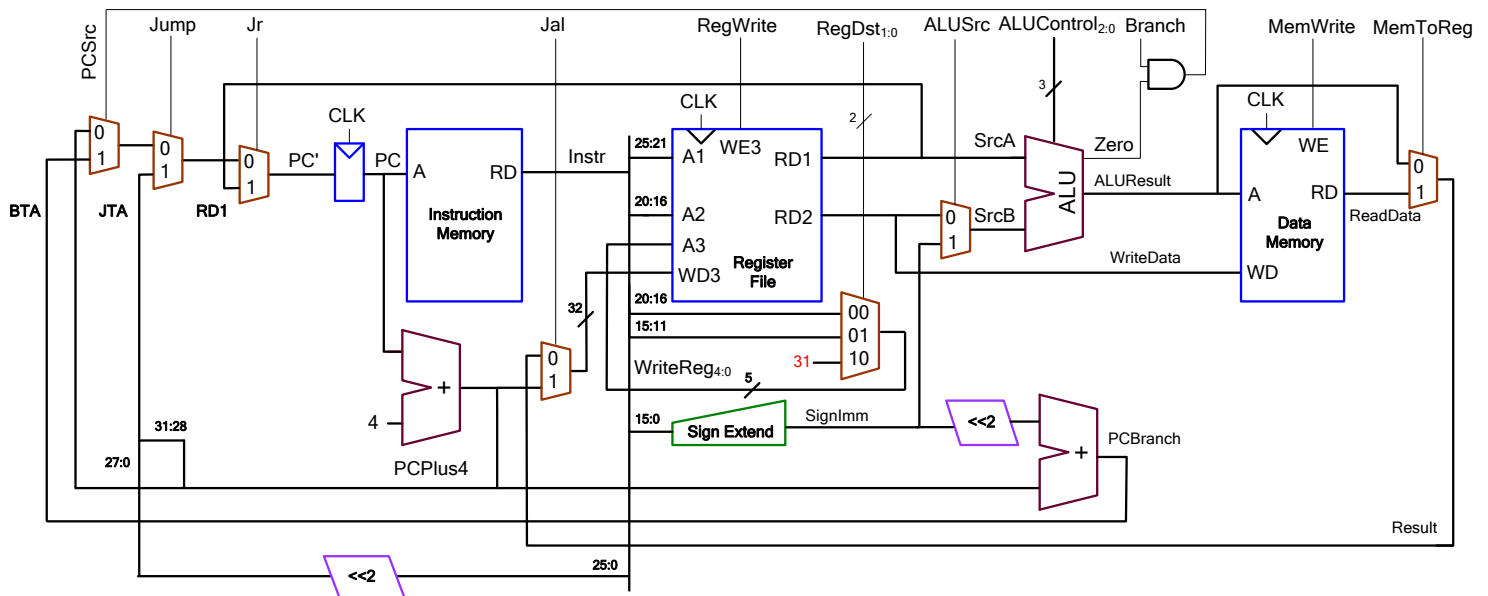 Jump
Jr
Jal
RegWrite
RegDst1:0
ALUSrc
ALUControl2:0
Branch
MemWrite
MemToReg
PCSrc
CLK
CLK
CLK
3
2
0
1
0
1
0
1
PC'
PC
A
RD
Instruction
Memory
Instr
25:21
20:16
A1
WE3
RD1
A2
RD2
A3
WD3
Register
File
SrcA
SrcB
0
1
ALU
Zero
ALUResult
WE
A
RD
Data
Memory
WD
ReadData
WriteData
0
1
BTA
JTA
RD1
32
20:16
15:11
00
01
10
31
WriteReg4:0
5
0
1
+
4
PCPlus4
31:28
27:0
15:0
Sign Extend
SignImm
<<2
+
PCBranch
Result
<<2
25:0